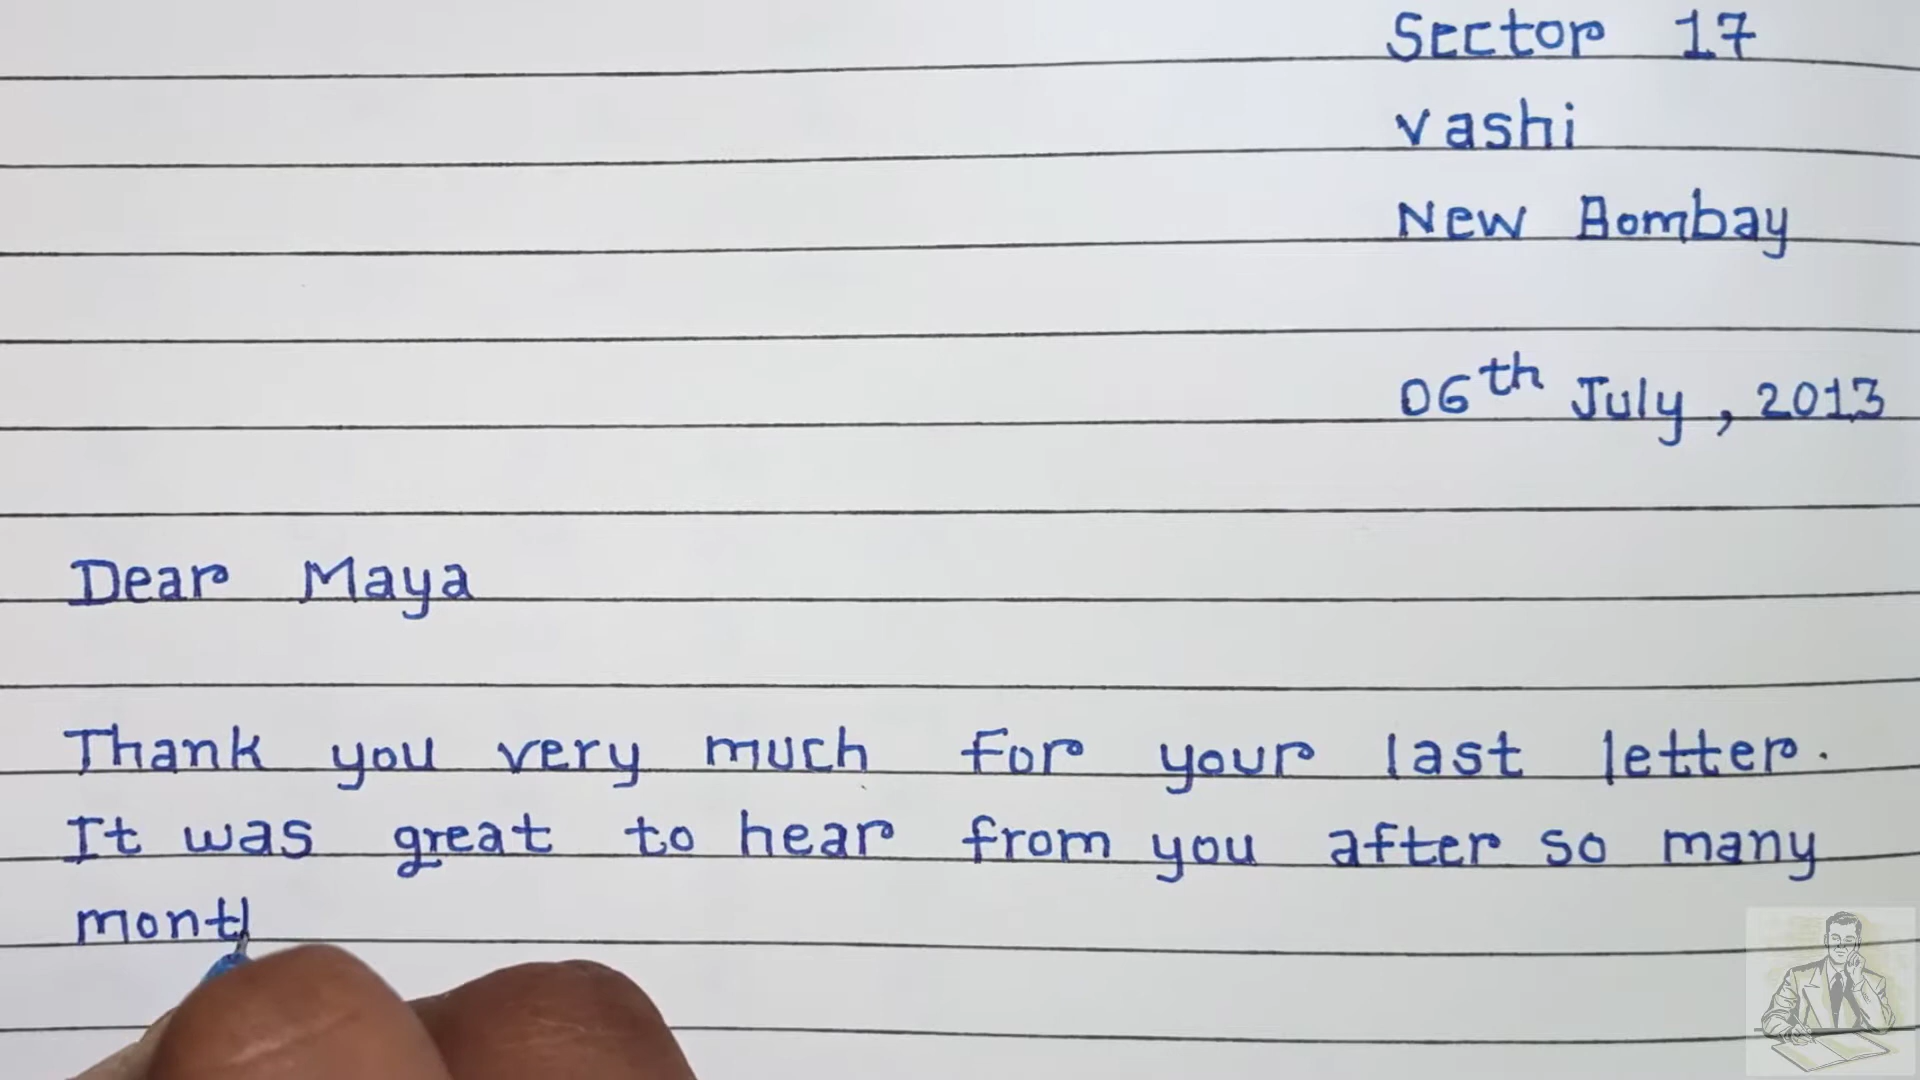 Sector 17
Vashi
New Bombay
06th July, 2013
Dear Maya
Thank you very much for your last letter.
It was great to hear from you after so many
mont